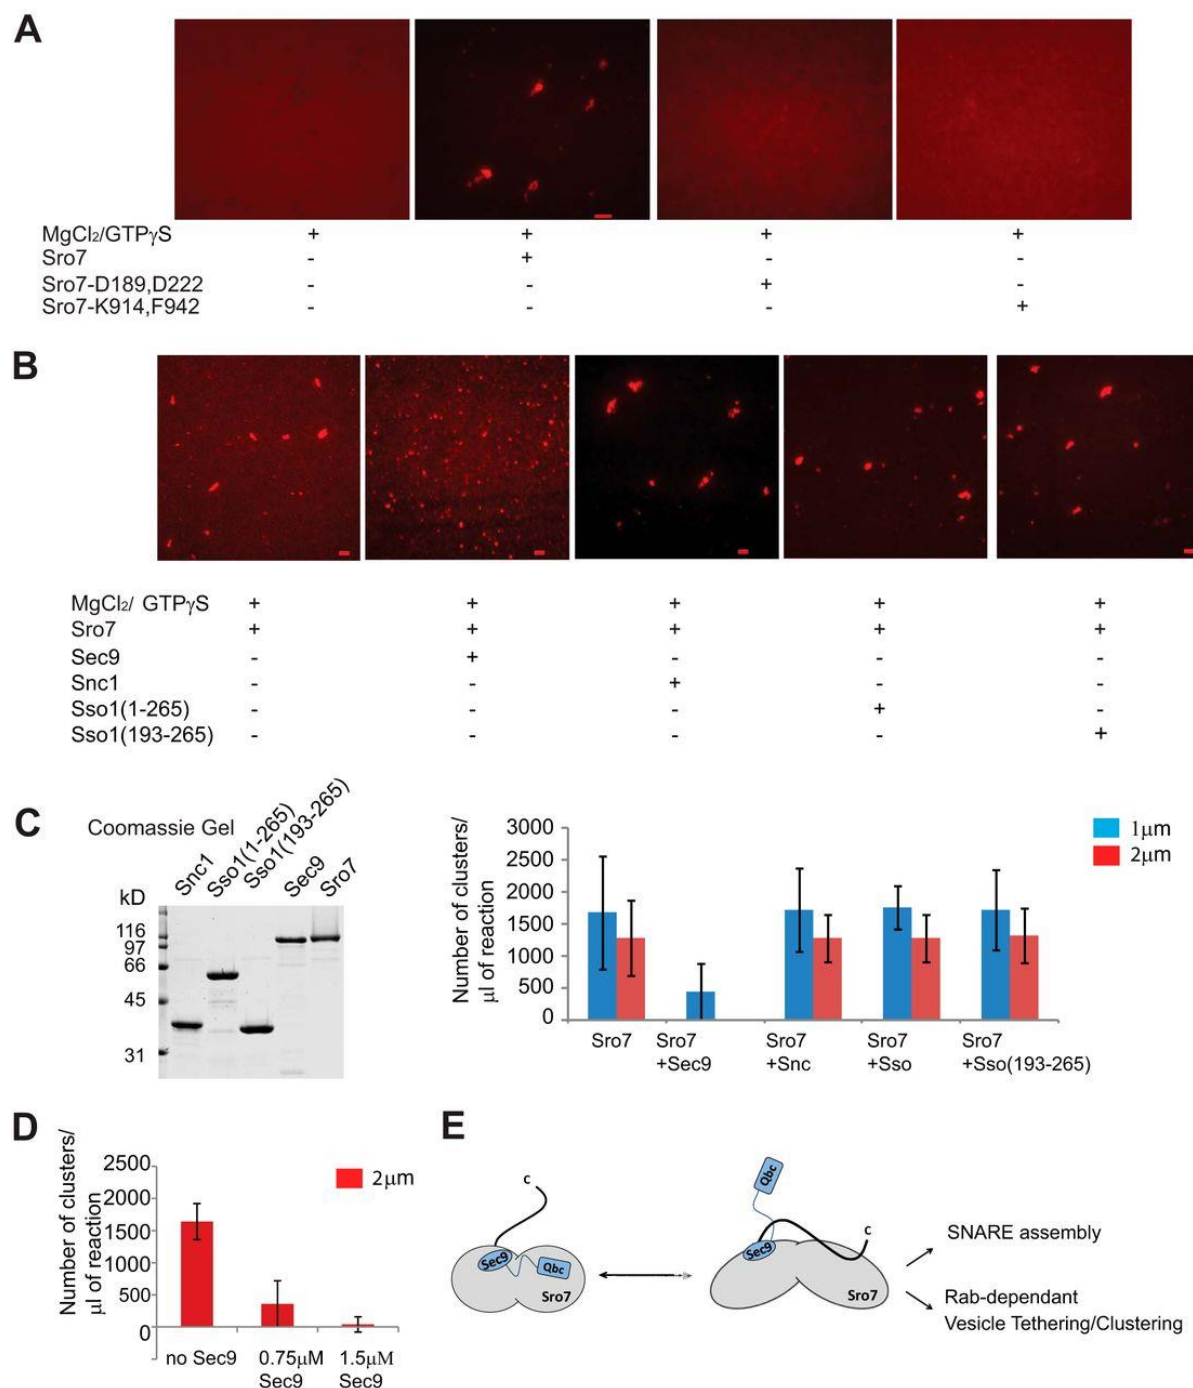 A
MgCl₂/GTPγS + + + +
Sro7 - + - -
Sro7-D189,D222 - - + -
Sro7-K914,F942 - - - +
B
MgCl₂/ GTPγS + + + + +
Sro7 + + + + +
Sec9 - + - - -
Snc1 - - + - -
Sso1(1-265) - - - + -
Sso1(193-265) - - - - +
C
Coomassie Gel
kD
Snc1
Sso1(1-265)
Sso1(193-265)
Sec9
Sro7
116
97
66
45
31
Number of clusters/
µl of reaction
3000
2500
2000
1500
1000
500
0
1µm
2µm
Sro7
Sro7
+Sec9
Sro7
+Snc
Sro7
+Sso
Sro7
+Sso(193-265)
D
Number of clusters/
µl of reaction
2500
2000
1500
1000
500
0
2µm
no Sec9
0.75µM
Sec9
1.5µM
Sec9
E
c
Sec9
Qbc
Sro7
Qbc
c
Sec9
Sro7
SNARE assembly
Rab-dependant
Vesicle Tethering/Clustering